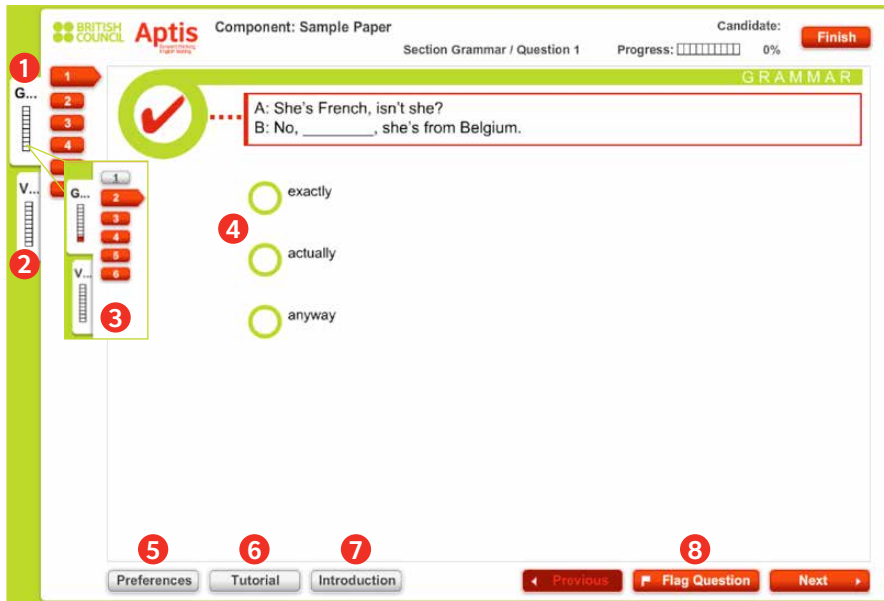 BRITISH COUNCIL
Aptis
Component: Sample Paper
Candidate:
Finish
Section Grammar / Question 1
Progress:
0%
GRAMMAR
1
G...
1
2
3
4
A: She's French, isn't she?
B: No, ________, she's from Belgium.
V...
2
G...
1
2
3
4
5
6
V...
3
4
exactly
actually
anyway
5
6
7
8
Preferences
Tutorial
Introduction
Previous
Flag Question
Next